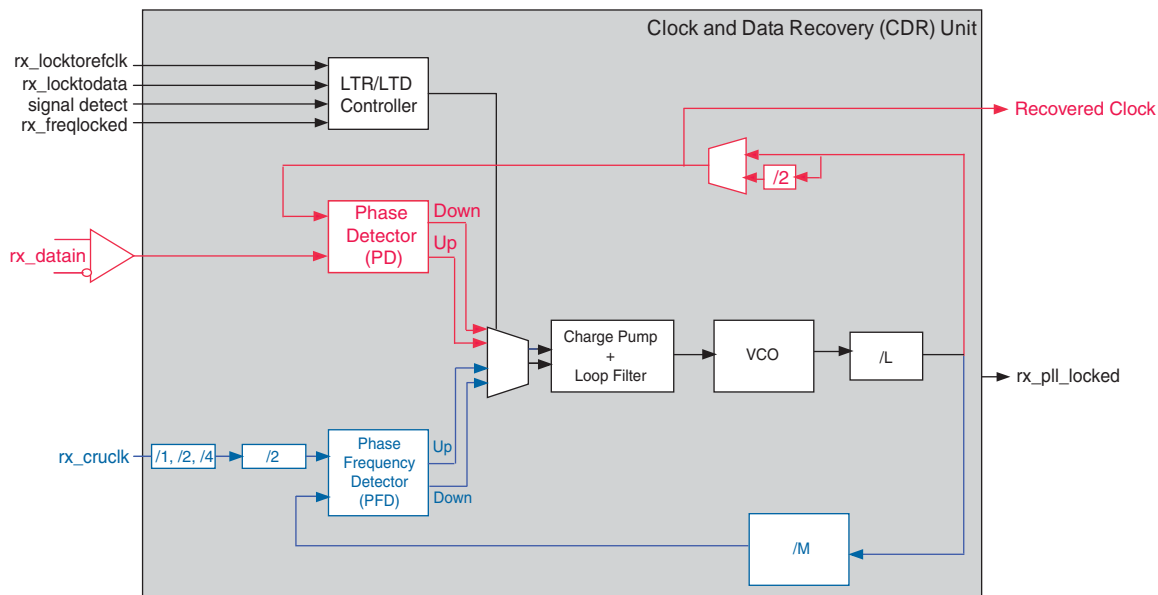 Clock and Data Recovery (CDR) Unit
rx_locktorefclk
rx_locktodata
signal detect
rx_freqlocked
LTR/LTD
Controller
Recovered Clock
/2
Phase
Detector
(PD)
Down
Up
rx_datain
Charge Pump
+
Loop Filter
VCO
/L
rx_pll_locked
rx_cruclk
/1, /2, /4
/2
Phase
Frequency
Detector
(PFD)
Up
Down
/M